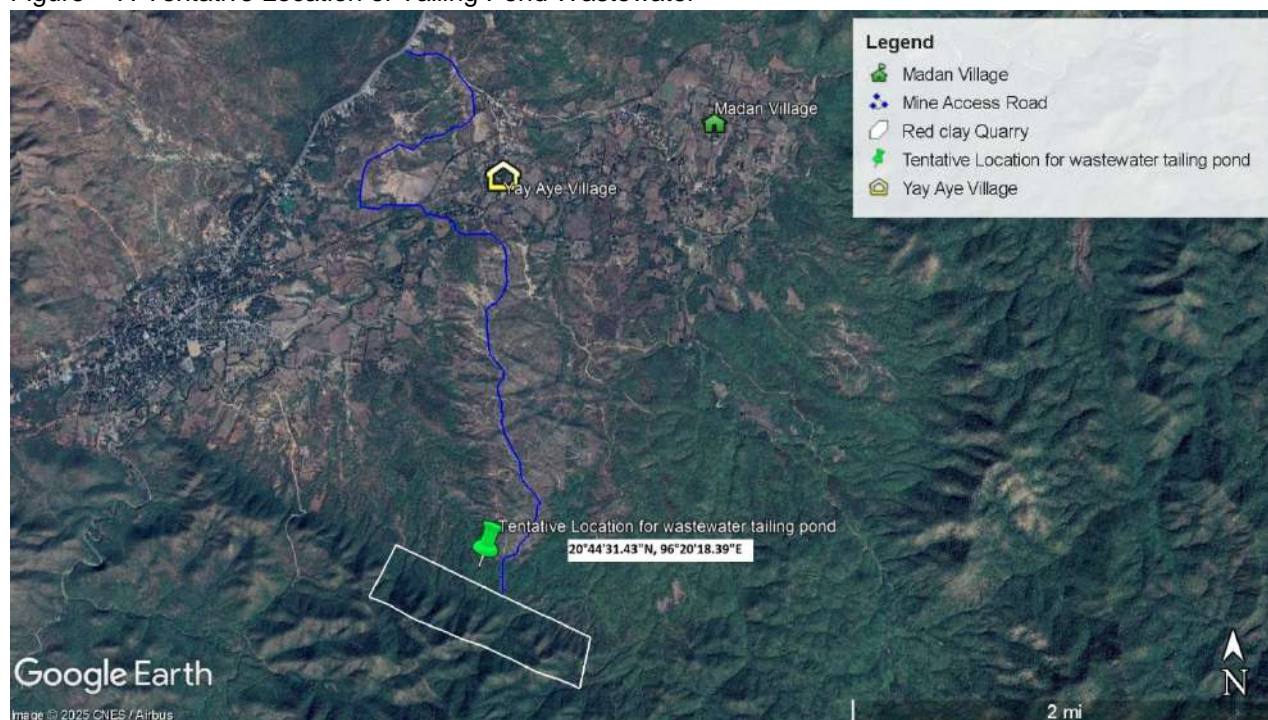 Legend
Madan Village
Mine Access Road
Red clay Quarry
Tentative Location for wastewater tailing pond
Yay Aye Village
Madan Village
Yay Aye Village
Tentative Location for wastewater tailing pond
20°44'31.43"N, 96°20'18.39"E
Google Earth
N
Image © 2025 CNES / Airbus
2 mi